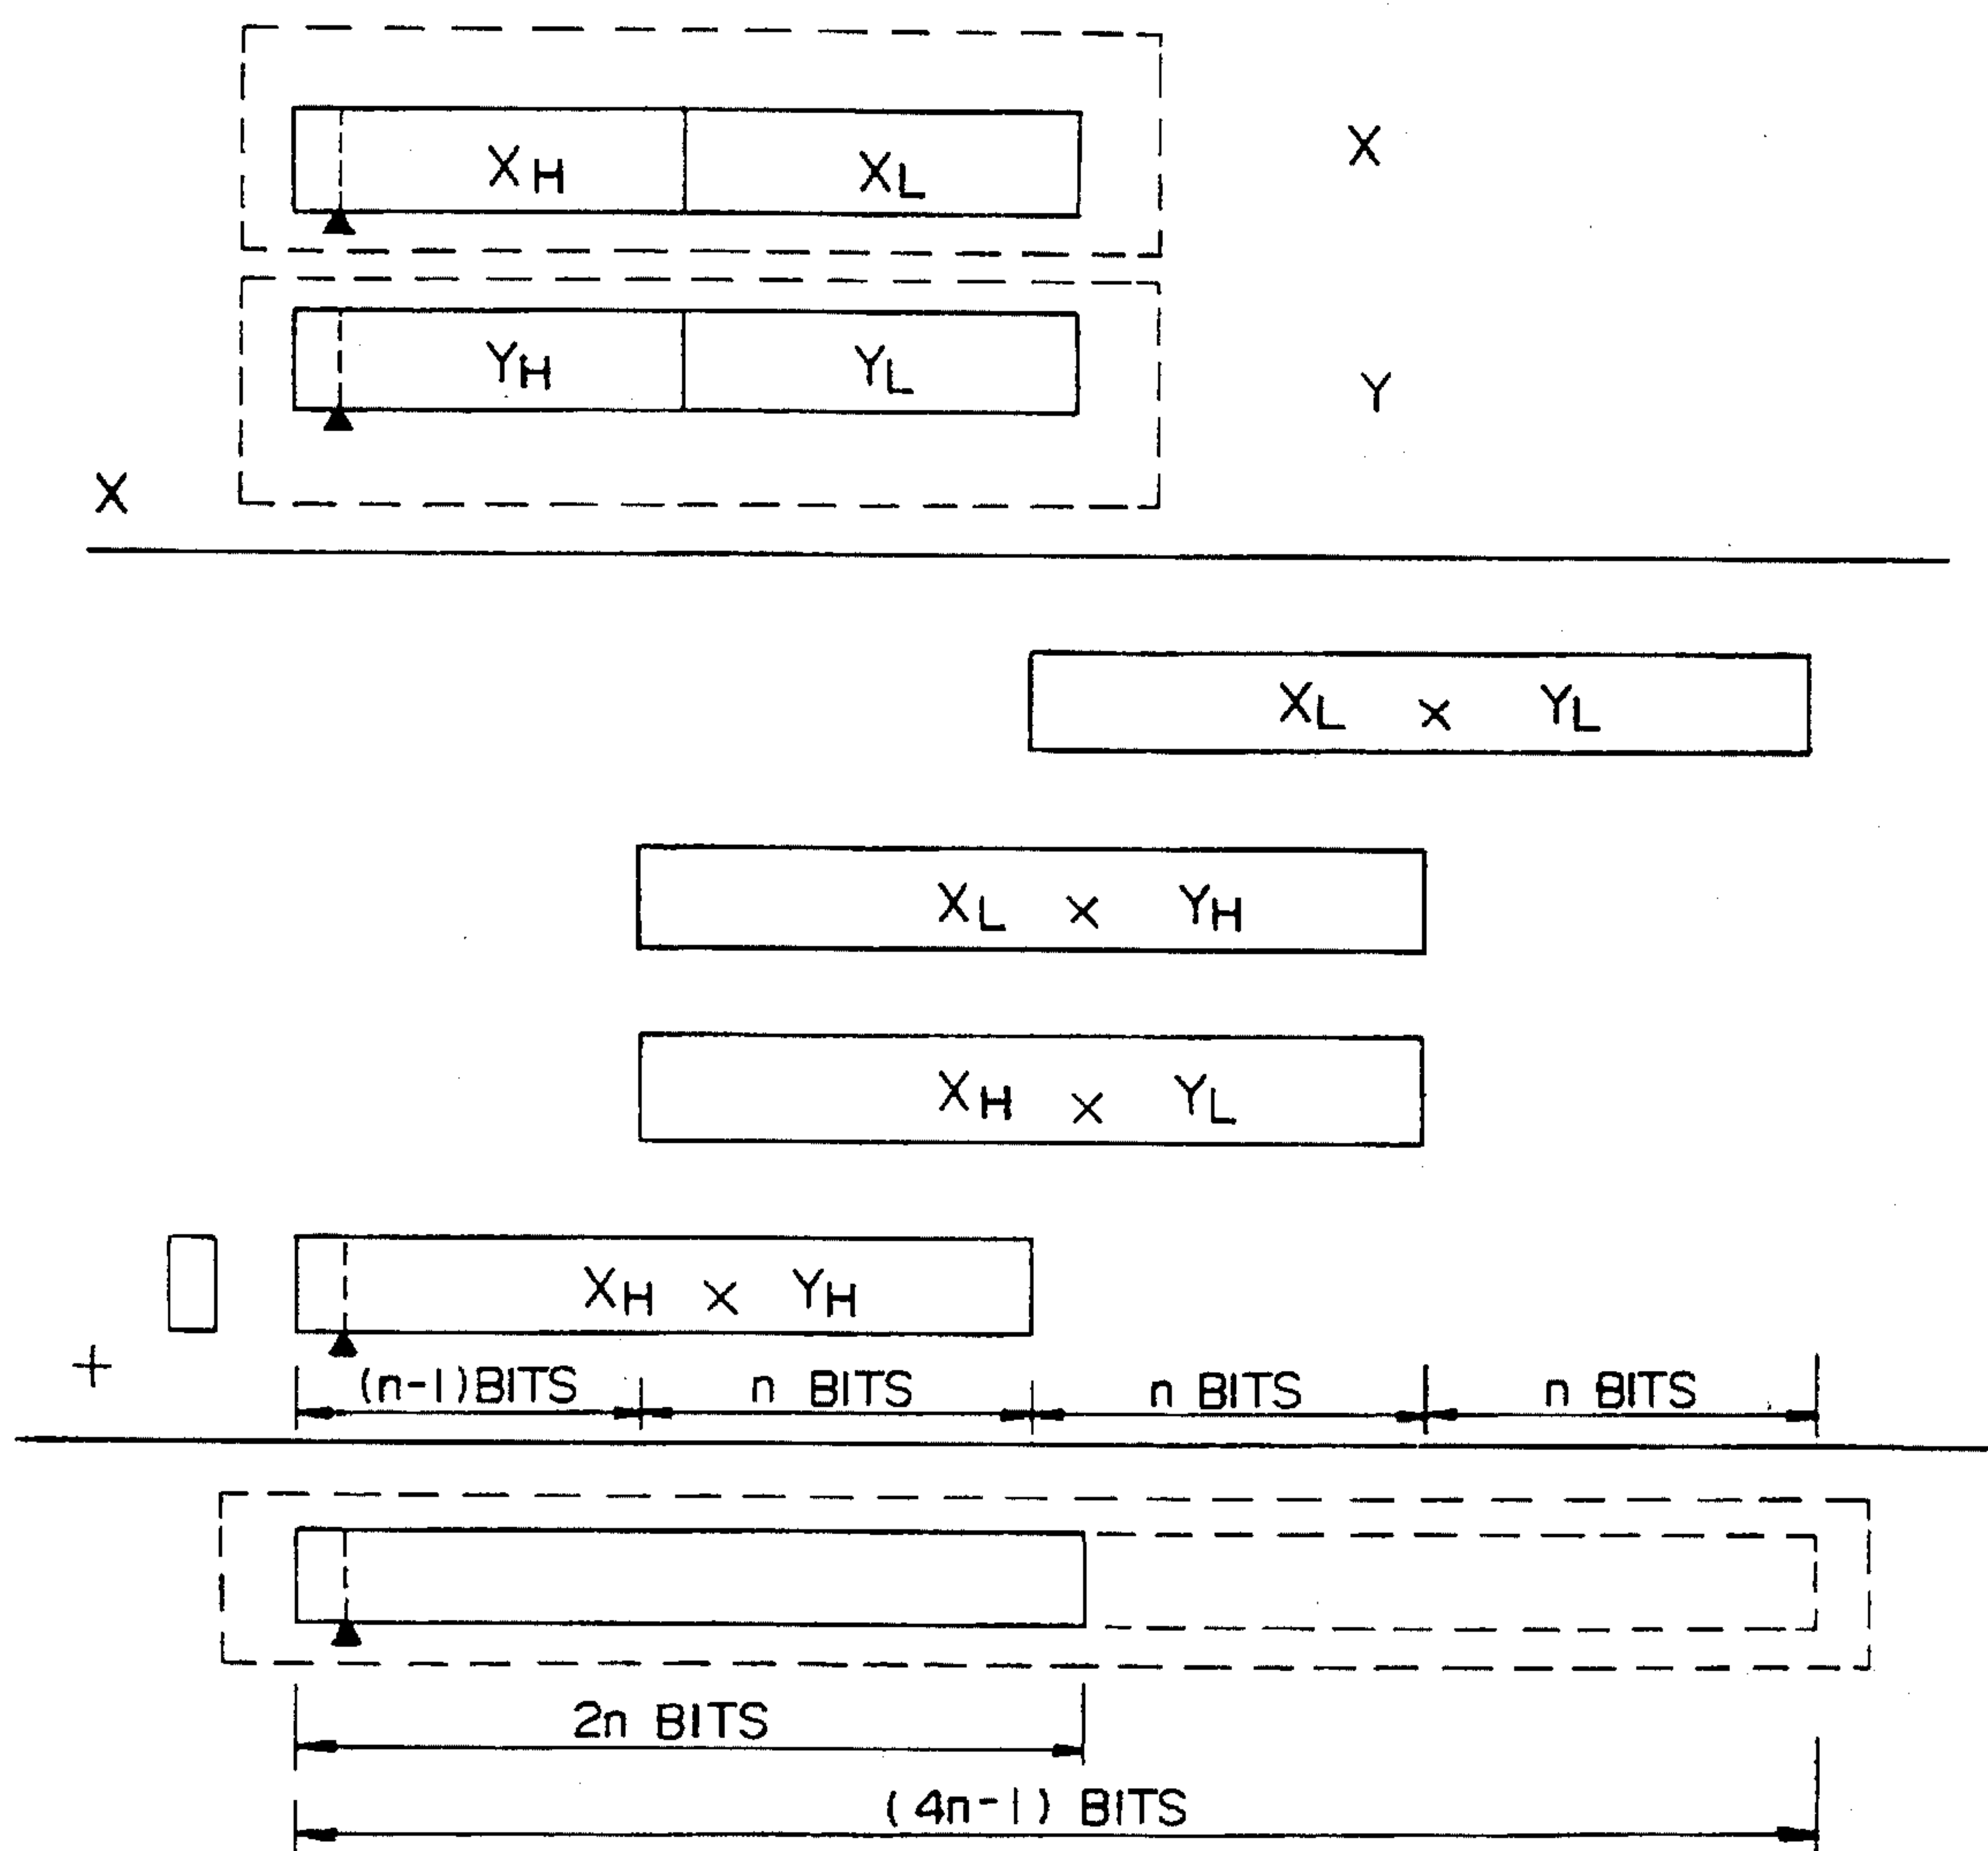 XH XL X
YH YL Y
X
XL x YL
XL x YH
XH x YL
XH x YH
+
(n-1)BITS n BITS n BITS n BITS
2n BITS
(4n-1) BITS